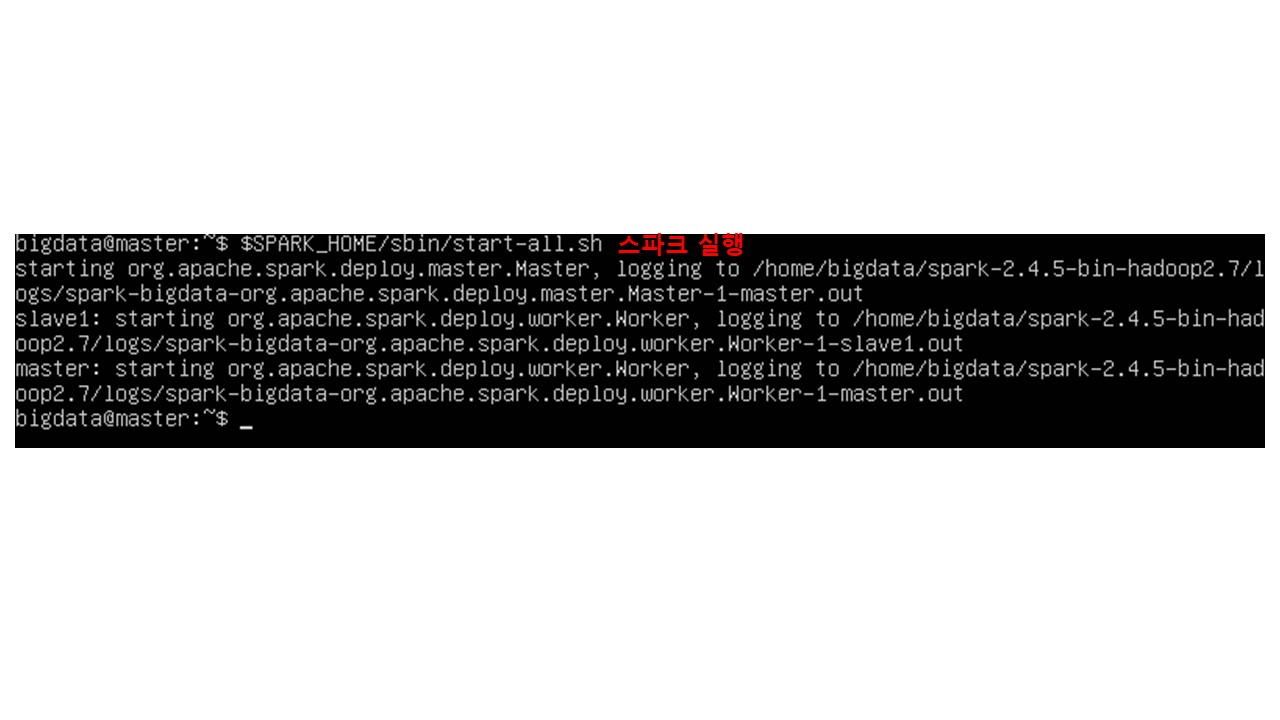 bigdata@master:~$ $SPARK_HOME/sbin/start-all.sh 스파크 실행
starting org.apache.spark.deploy.master.Master, logging to /home/bigdata/spark-2.4.5-bin-hadoop2.7/l
ogs/spark-bigdata-org.apache.spark.deploy.master.Master-1-master.out
slave1: starting org.apache.spark.deploy.worker.Worker, logging to /home/bigdata/spark-2.4.5-bin-had
oop2.7/logs/spark-bigdata-org.apache.spark.deploy.worker.Worker-1-slave1.out
master: starting org.apache.spark.deploy.worker.Worker, logging to /home/bigdata/spark-2.4.5-bin-had
oop2.7/logs/spark-bigdata-org.apache.spark.deploy.worker.Worker-1-master.out
bigdata@master:~$ _